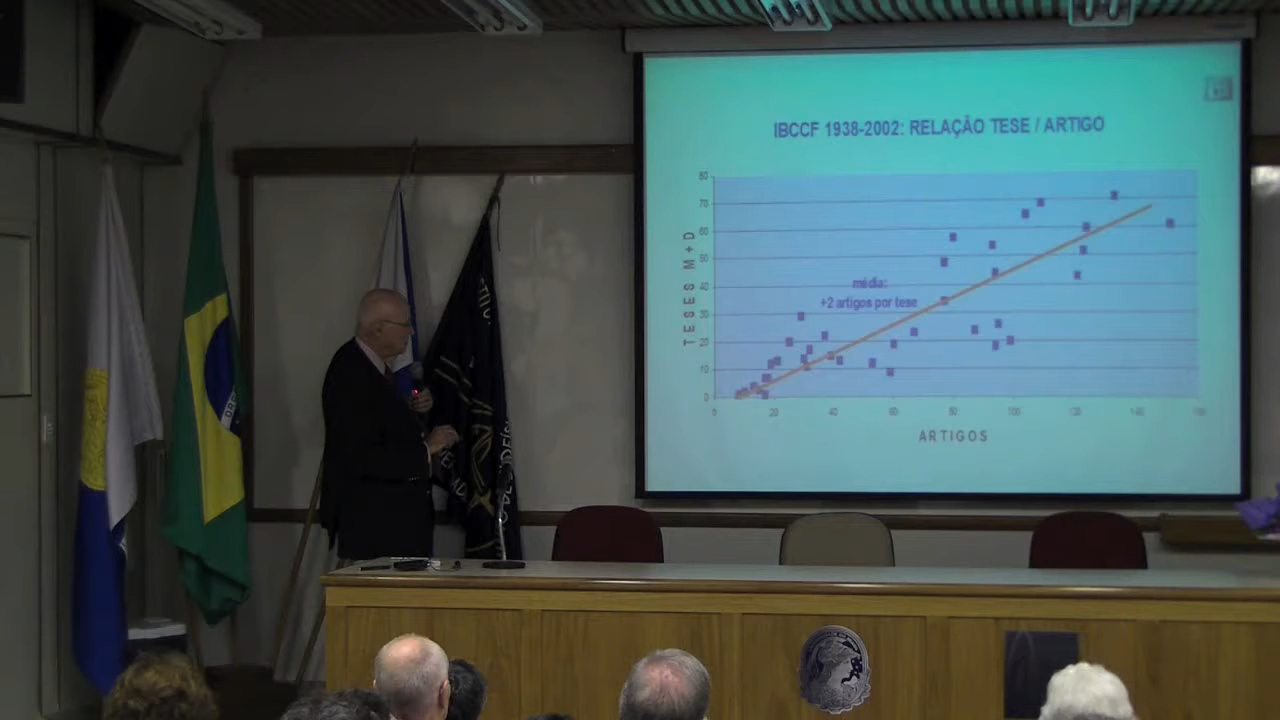 IBCCF 1938-2002: RELAÇÃO TESE / ARTIGO
80
70
60
50
40
30
20
10
0
TESES M+D
média:
+2 artigos por tese
0 20 40 60 80 100 120 140 160
ARTIGOS